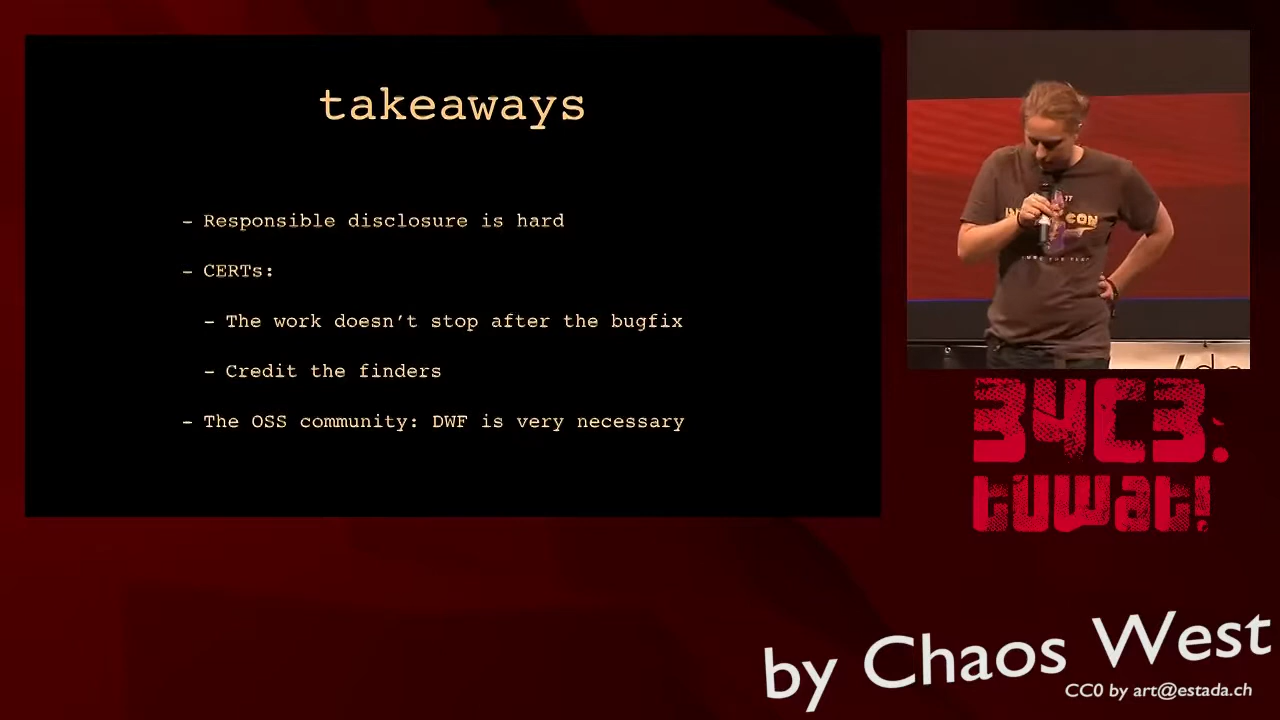 takeaways
- Responsible disclosure is hard
- CERTs:
- The work doesn't stop after the bugfix
- Credit the finders
- The OSS community: DWF is very necessary
CON
34C3:
tuwat!
by Chaos West
CC0 by art@estada.ch